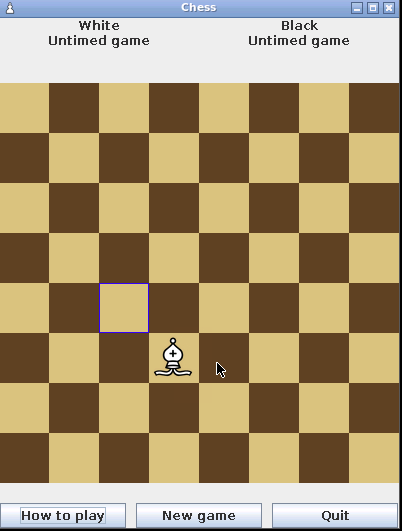 Chess
White
Untimed game
Black
Untimed game
How to play
New game
Quit